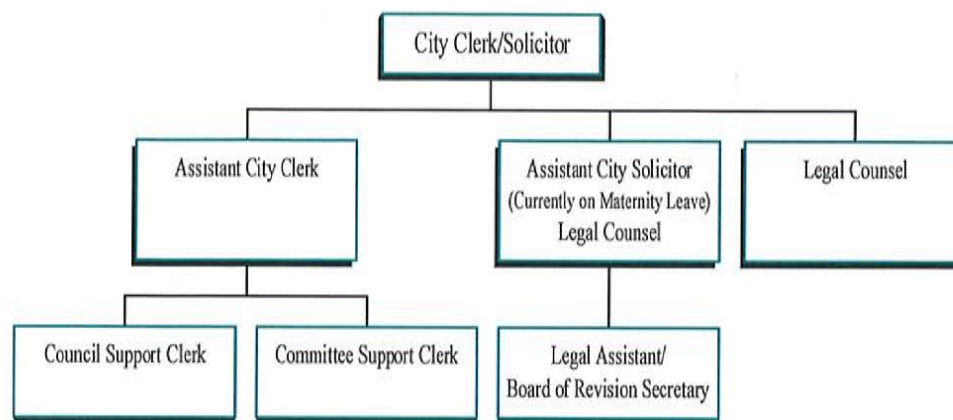 City Clerk/Solicitor
Assistant City Clerk
Assistant City Solicitor
(Currently on Maternity Leave)
Legal Counsel
Legal Counsel
Council Support Clerk
Committee Support Clerk
Legal Assistant/
Board of Revision Secretary